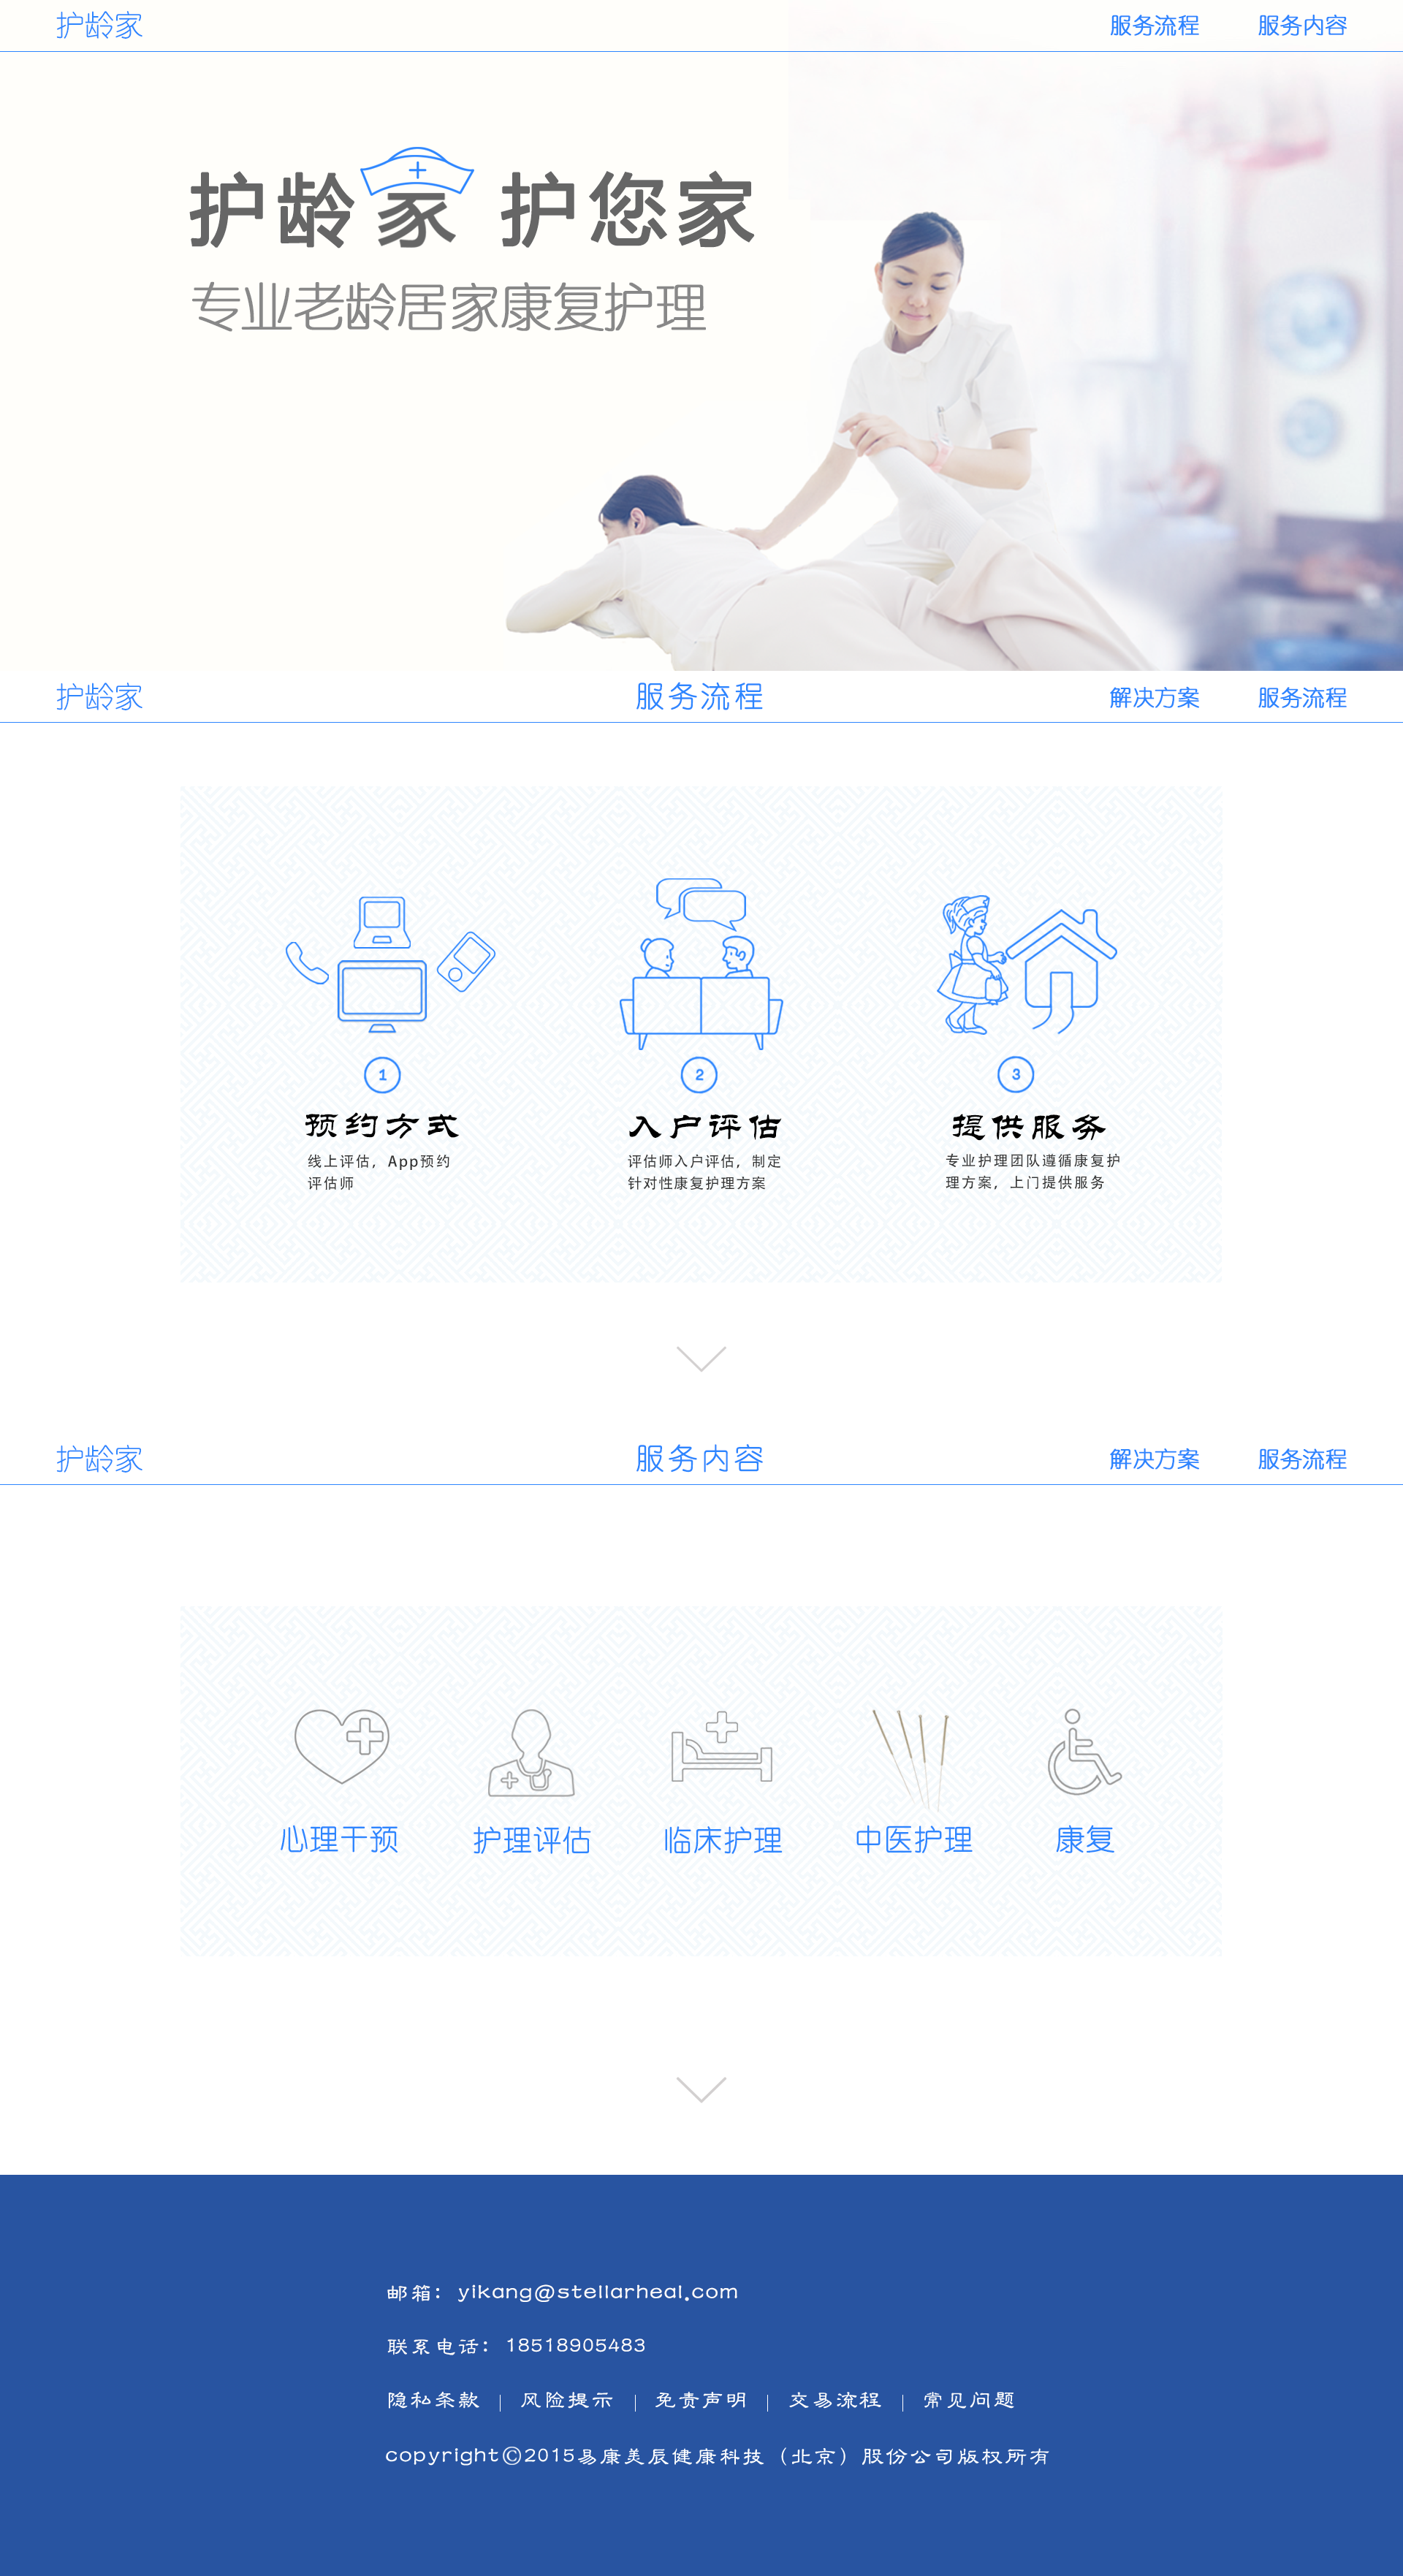 护龄家 服务流程 服务内容
护龄家 护您家
专业老龄居家康复护理
护龄家 服务流程 解决方案 服务流程
1
预约方式
线上评估，App预约
评估师
2
入户评估
评估师入户评估，制定
针对性康复护理方案
3
提供服务
专业护理团队遵循康复护
理方案，上门提供服务
护龄家 服务内容 解决方案 服务流程
心理干预
护理评估
临床护理
中医护理
康复
邮箱：yikang@stellarheal.com
联系电话：18518905483
隐私条款 | 风险提示 | 免责声明 | 交易流程 | 常见问题
copyright©2015易康美辰健康科技（北京）股份公司版权所有